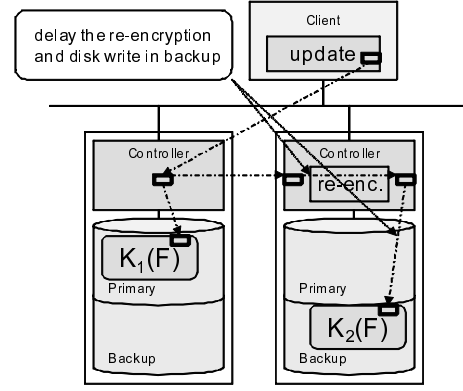 Client
delay the re-encryption
and disk write in backup
update
Controller
Controller
re-enc.
K₁(F)
Primary
Primary
K₂(F)
Backup
Backup